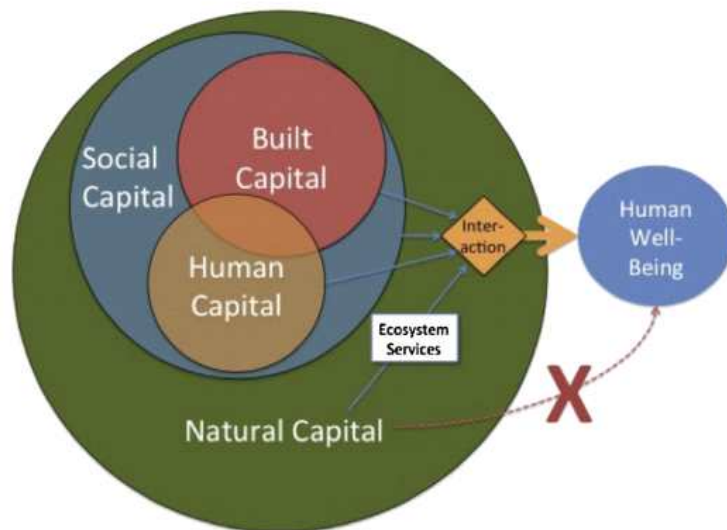 Built
Capital
Social
Capital
Human
Capital
Inter-
action
Human
Well-
Being
Ecosystem
Services
Natural Capital
X